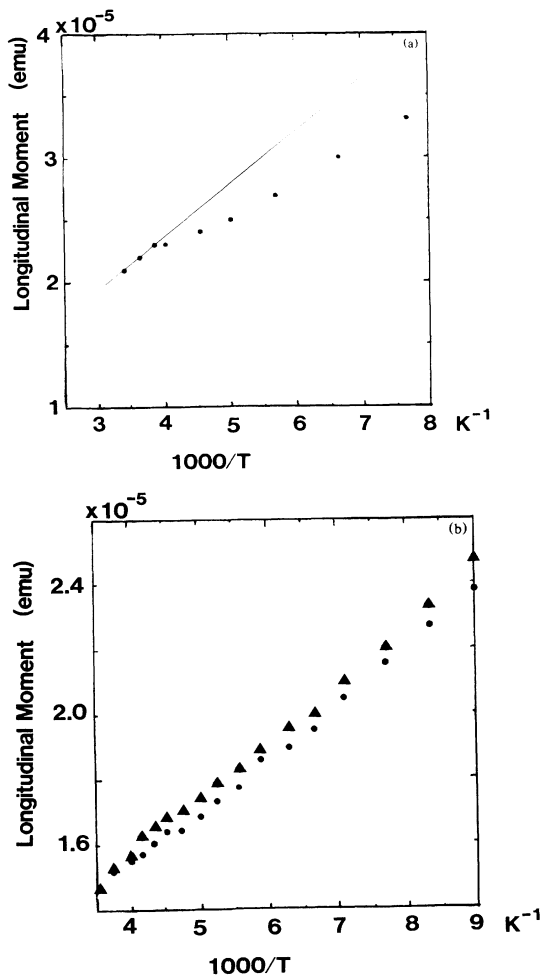 4 x10-5
(a)
Longitudinal Moment (emu)
3
2
1
3 4 5 6 7 8 K-1
1000/T
x10-5
(b)
Longitudinal Moment (emu)
2.4
2.0
1.6
4 5 6 7 8 9 K-1
1000/T